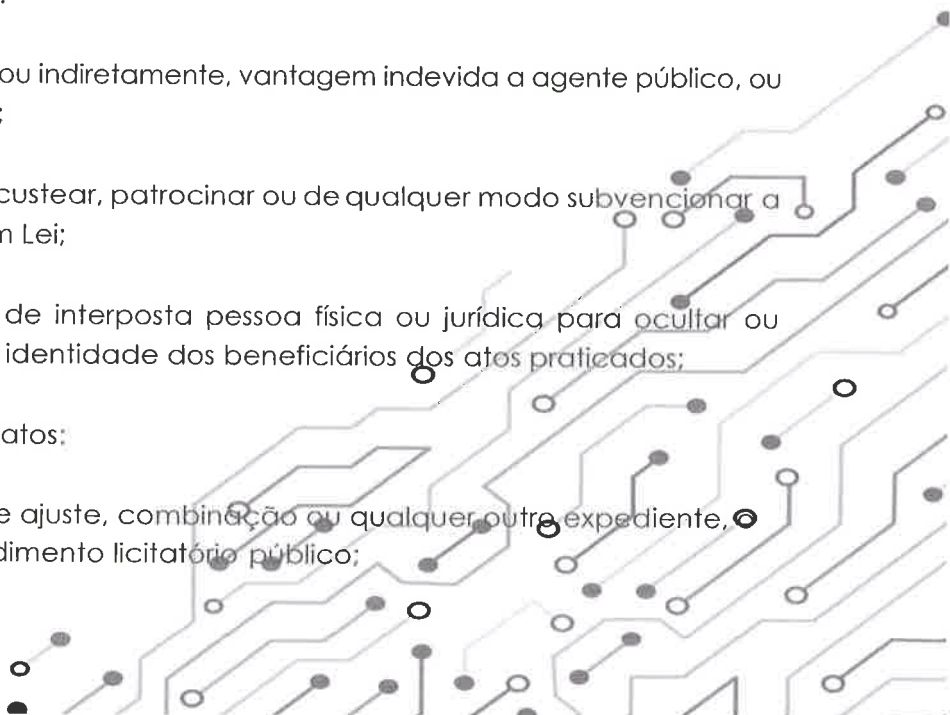 ou indiretamente, vantagem indevida a agente público, ou
;
custear, patrocinar ou de qualquer modo subvencionar a
m Lei;
de interposta pessoa física ou jurídica para ocultar ou
identidade dos beneficiários dos atos praticados;
atos:
e ajuste, combinação ou qualquer outro expediente, o
dimento licitatório público;